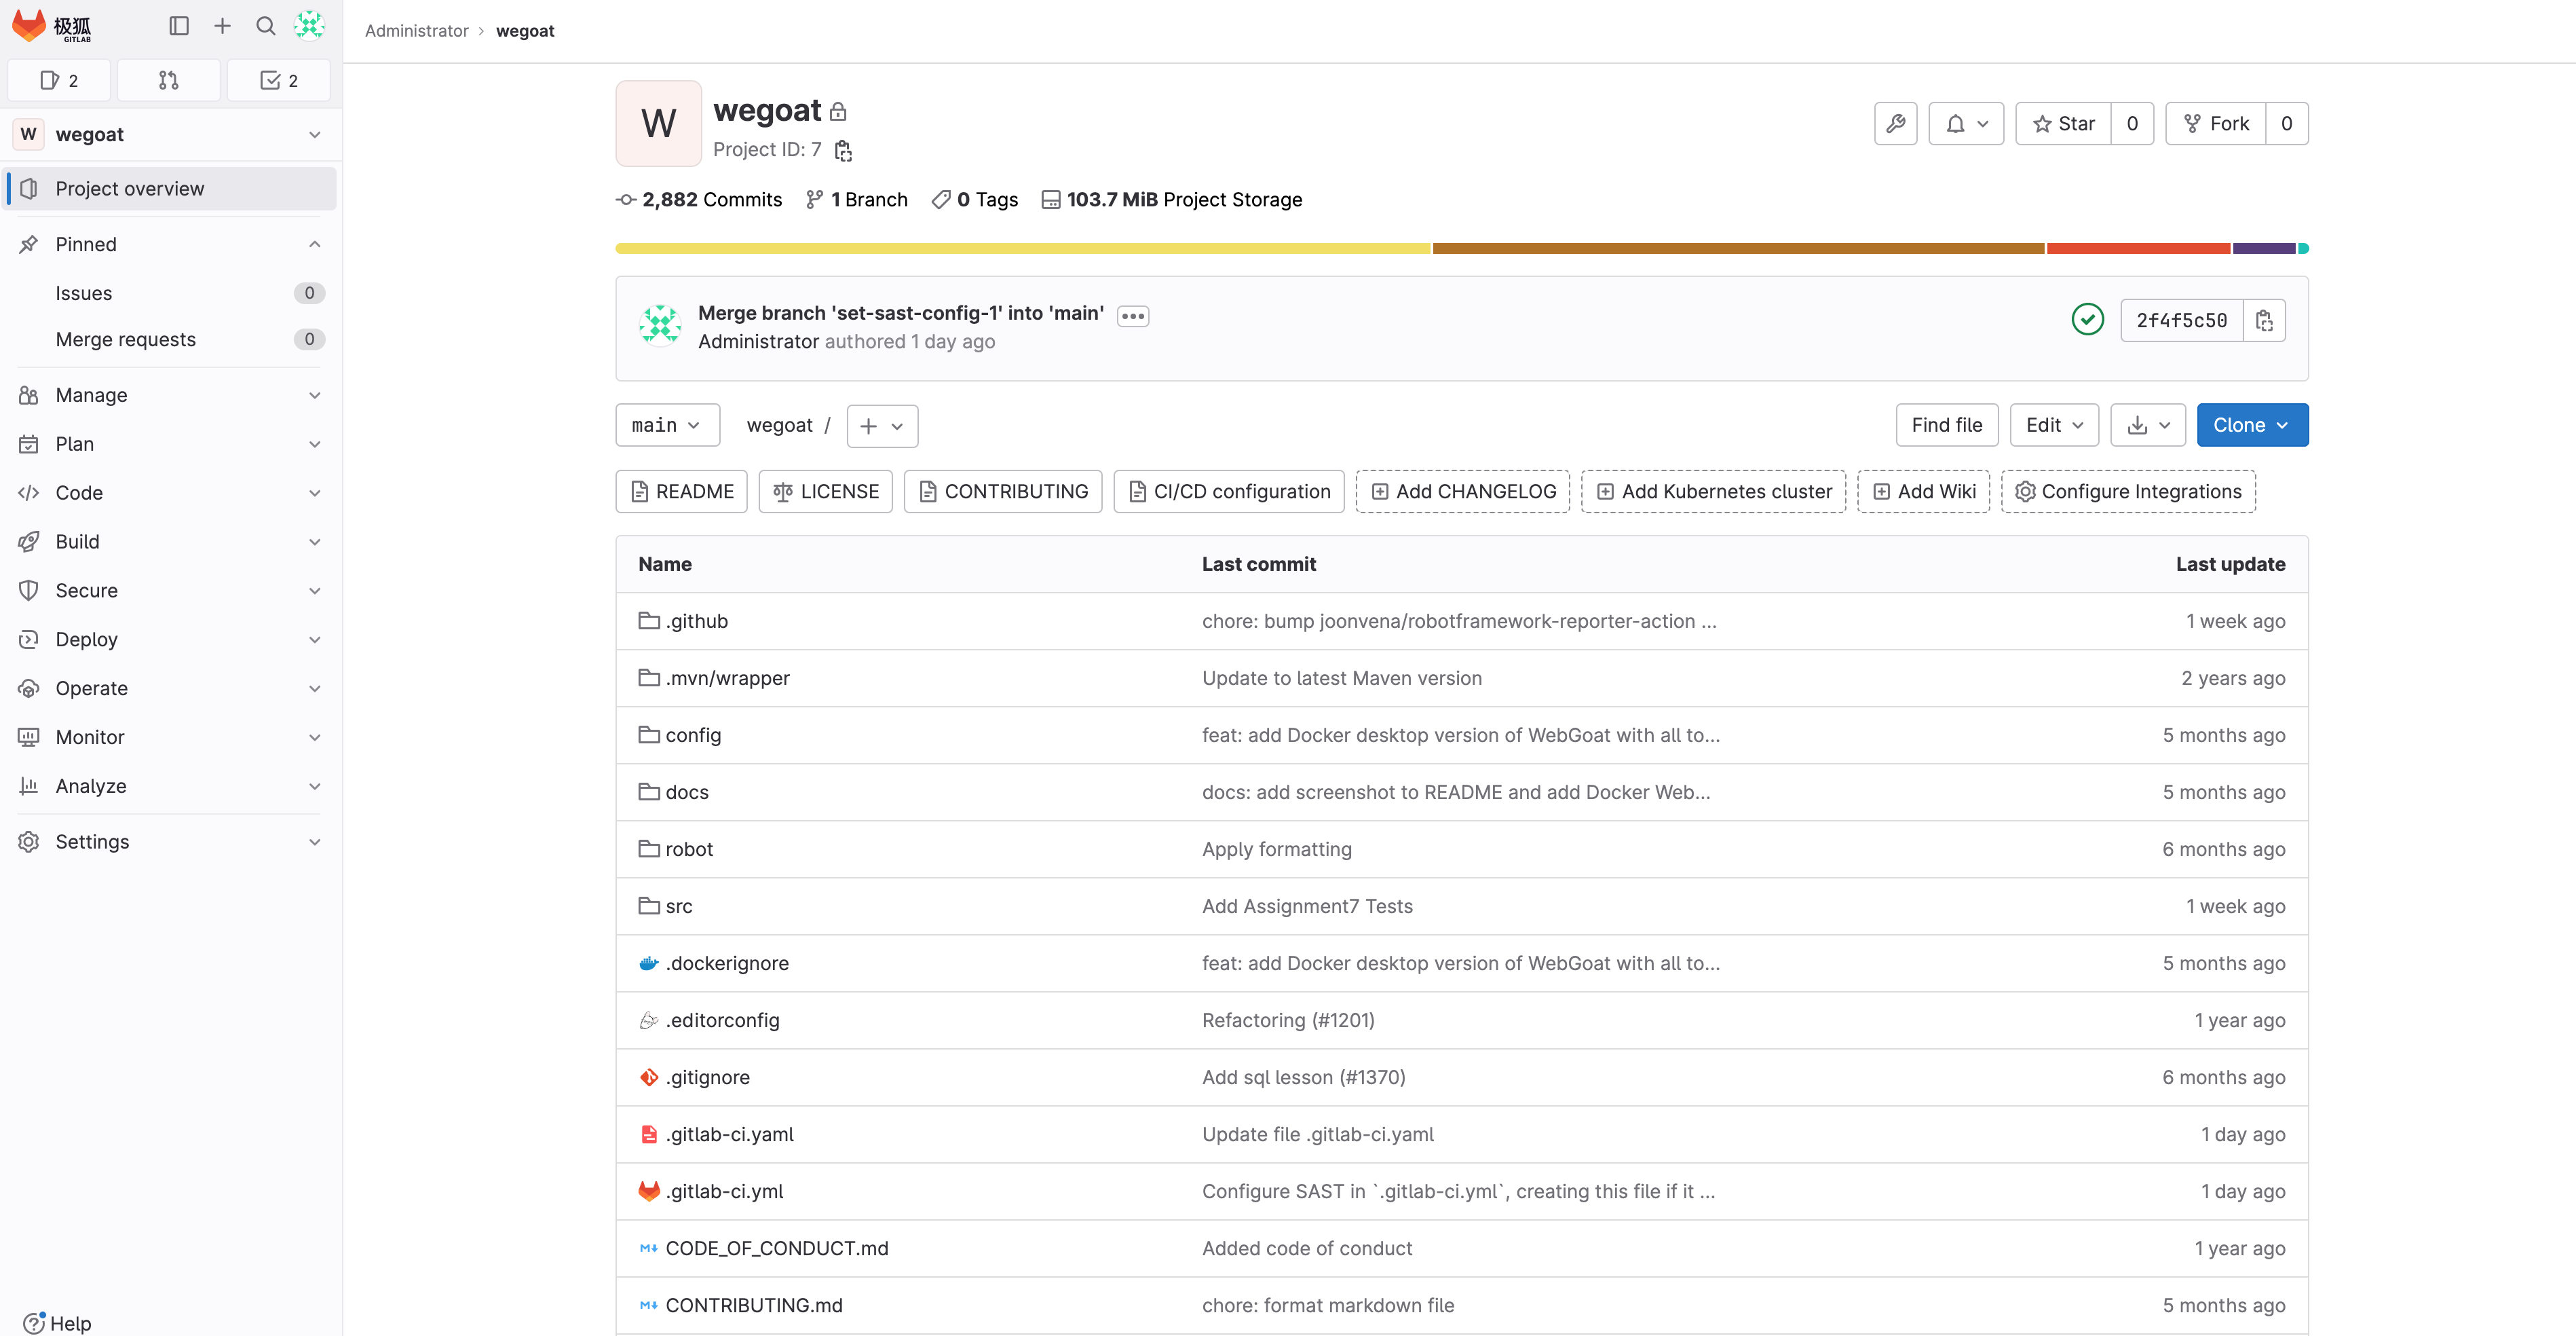 极狐
GITLAB
2
2
W wegoat
Project overview
Pinned
Issues 0
Merge requests 0
Manage
Plan
Code
Build
Secure
Deploy
Operate
Monitor
Analyze
Settings
Help
Administrator › wegoat
W
wegoat
Project ID: 7
Star 0
Fork 0
2,882 Commits 1 Branch 0 Tags 103.7 MiB Project Storage
Merge branch 'set-sast-config-1' into 'main'
Administrator authored 1 day ago
2f4f5c50
main wegoat / Find file Edit Clone
README LICENSE CONTRIBUTING CI/CD configuration Add CHANGELOG Add Kubernetes cluster Add Wiki Configure Integrations
Name Last commit Last update
.github chore: bump joonvena/robotframework-reporter-action ... 1 week ago
.mvn/wrapper Update to latest Maven version 2 years ago
config feat: add Docker desktop version of WebGoat with all to... 5 months ago
docs docs: add screenshot to README and add Docker Web... 5 months ago
robot Apply formatting 6 months ago
src Add Assignment7 Tests 1 week ago
.dockerignore feat: add Docker desktop version of WebGoat with all to... 5 months ago
.editorconfig Refactoring (#1201) 1 year ago
.gitignore Add sql lesson (#1370) 6 months ago
.gitlab-ci.yaml Update file .gitlab-ci.yaml 1 day ago
.gitlab-ci.yml Configure SAST in `.gitlab-ci.yml`, creating this file if it ... 1 day ago
CODE_OF_CONDUCT.md Added code of conduct 1 year ago
CONTRIBUTING.md chore: format markdown file 5 months ago